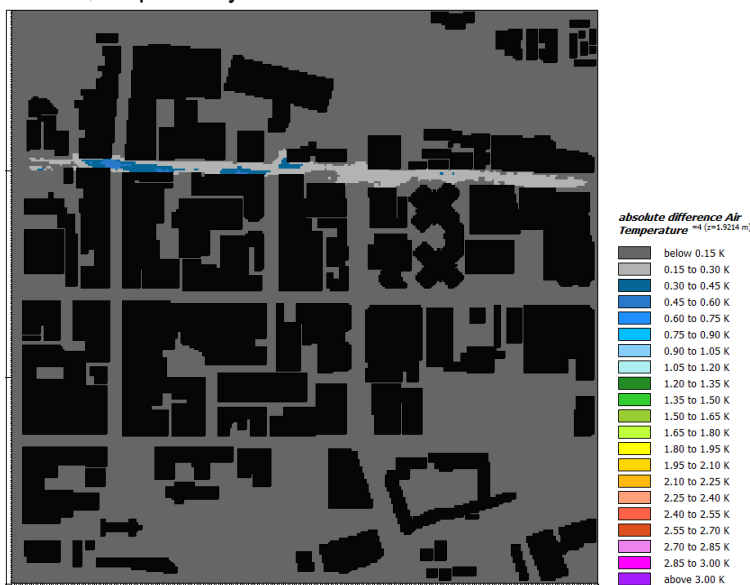 absolute difference Air
Temperature =4 (z=1.9214 m)
below 0.15 K
0.15 to 0.30 K
0.30 to 0.45 K
0.45 to 0.60 K
0.60 to 0.75 K
0.75 to 0.90 K
0.90 to 1.05 K
1.05 to 1.20 K
1.20 to 1.35 K
1.35 to 1.50 K
1.50 to 1.65 K
1.65 to 1.80 K
1.80 to 1.95 K
1.95 to 2.10 K
2.10 to 2.25 K
2.25 to 2.40 K
2.40 to 2.55 K
2.55 to 2.70 K
2.70 to 2.85 K
2.85 to 3.00 K
above 3.00 K